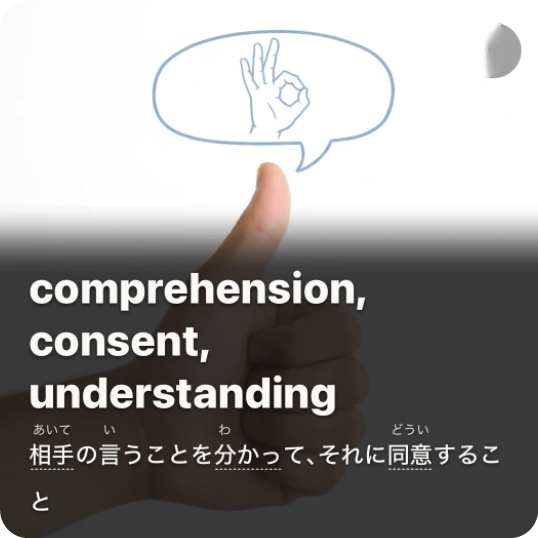 comprehension,
consent,
understanding
あいて い わ どうい
相手の言うことを分かって、それに同意するこ
と